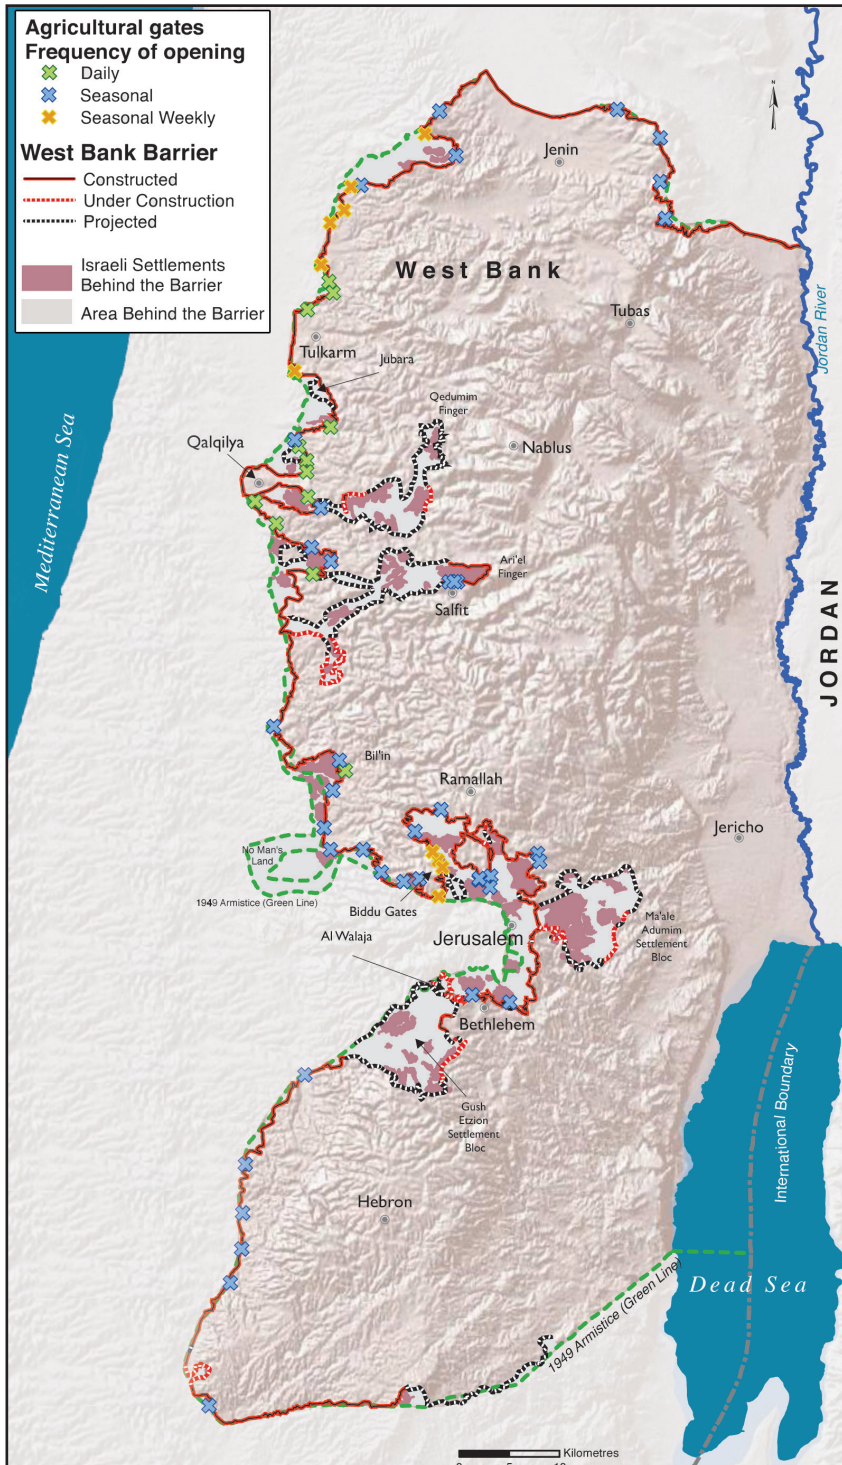 Agricultural gates
Frequency of opening
Daily
Seasonal
Seasonal Weekly
West Bank Barrier
Constructed
Under Construction
Projected
Israeli Settlements
Behind the Barrier
Area Behind the Barrier
N
Jenin
West Bank
Tubas
Jordan River
Tulkarm
Jubara
Qedumim
Finger
Mediterranean Sea
Qalqilya
Nablus
Ari'el
Finger
Salfit
JORDAN
Bil'in
Ramallah
Jericho
No Man's
Land
1949 Armistice (Green Line)
Biddu Gates
Ma'ale
Adumim
Settlement
Bloc
Al Walaja
Jerusalem
Bethlehem
International Boundary
Gush
Etzion
Settlement
Bloc
Hebron
Dead Sea
1949 Armistice (Green Line)
Kilometres